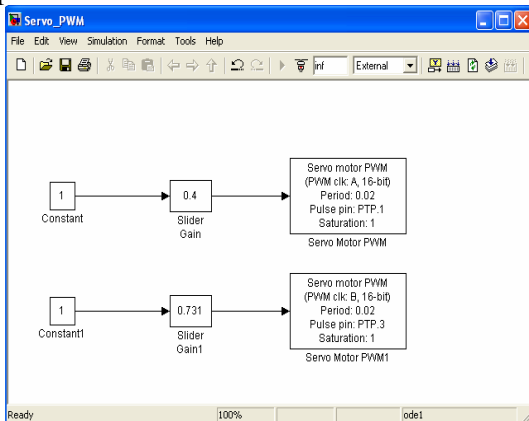 Servo_PWM
File Edit View Simulation Format Tools Help
inf External
1
Constant
0.4
Slider
Gain
Servo motor PWM
(PWM clk: A, 16-bit)
Period: 0.02
Pulse pin: PTP.1
Saturation: 1
Servo Motor PWM
1
Constant1
0.731
Slider
Gain1
Servo motor PWM
(PWM clk: B, 16-bit)
Period: 0.02
Pulse pin: PTP.3
Saturation: 1
Servo Motor PWM1
Ready 100% ode1